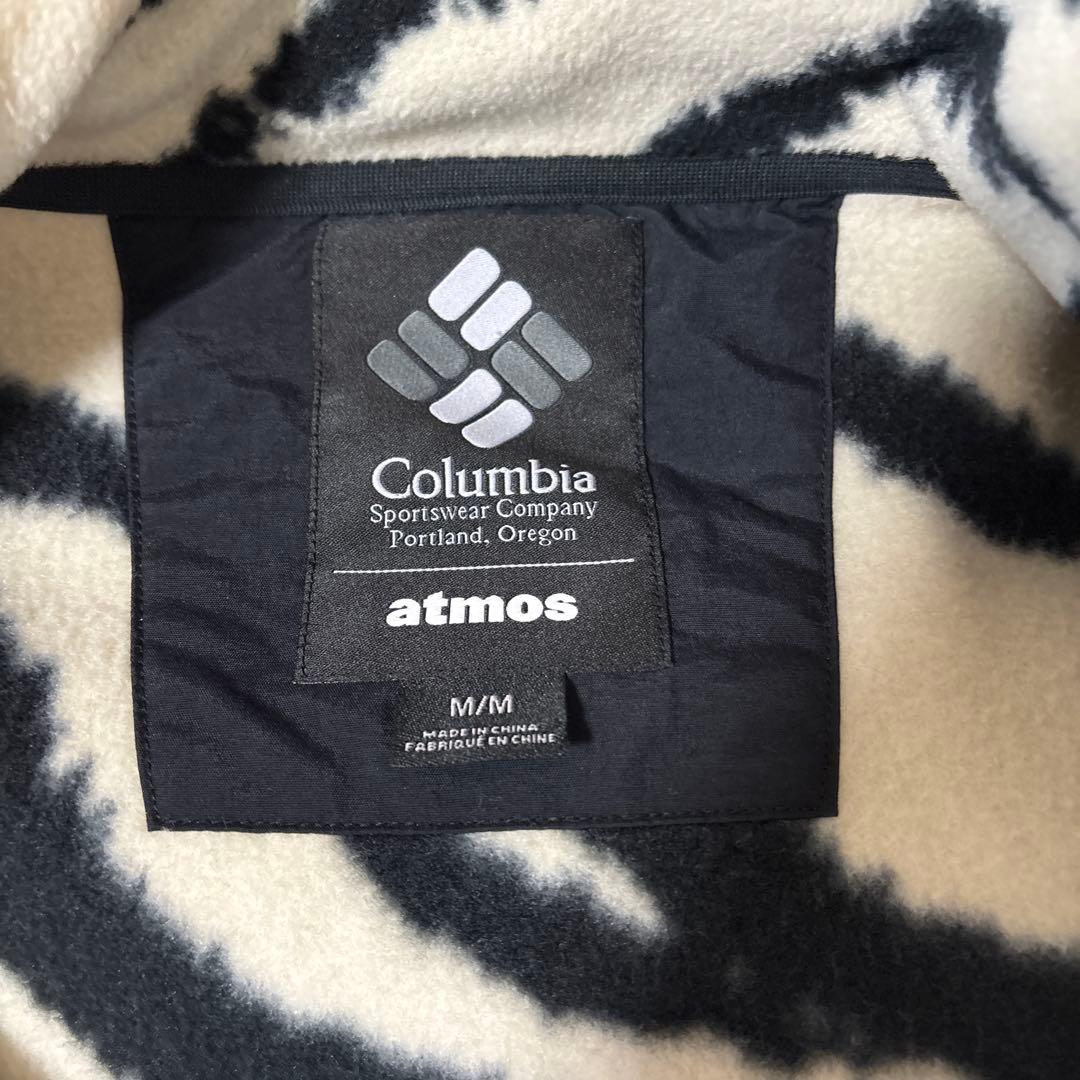 Columbia
Sportswear Company
Portland, Oregon
atmos
M/M
MADE IN CHINA
FABRIQUÉ EN CHINE